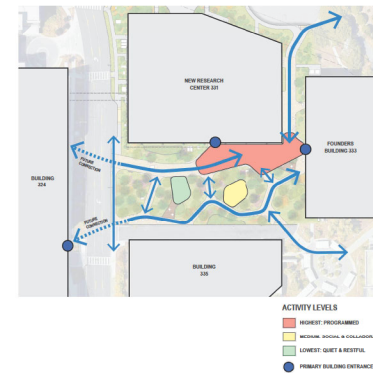 NEW RESEARCH
CENTER 331
FOUNDERS
BUILDING 333
BUILDING
324
FUTURE
CONNECTION
FUTURE
CONNECTION
BUILDING
335
ACTIVITY LEVELS
HIGHEST: PROGRAMMED
MEDIUM: SOCIAL & COLLABOR
LOWEST: QUIET & RESTFUL
PRIMARY BUILDING ENTRANCE